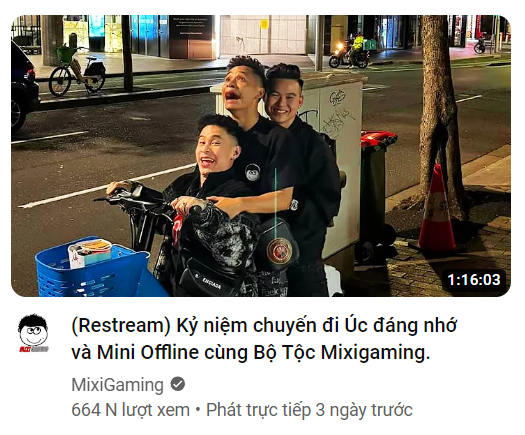 1:16:03
(Restream) Kỷ niệm chuyến đi Úc đáng nhớ
và Mini Offline cùng Bộ Tộc Mixigaming.
MixiGaming
664 N lượt xem • Phát trực tiếp 3 ngày trước